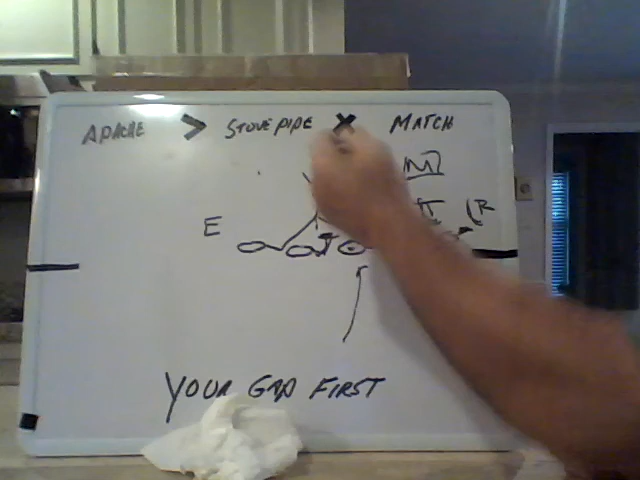 APACHE > STOVE PIPE X MATCH
M
E T R
YOUR GAP FIRST